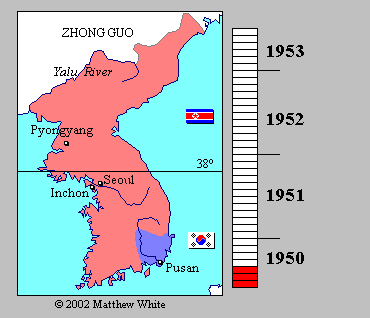 ZHONG GUO
Yalu River
Pyongyang
38°
Seoul
Inchon
Pusan
© 2002 Matthew White
1953
1952
1951
1950